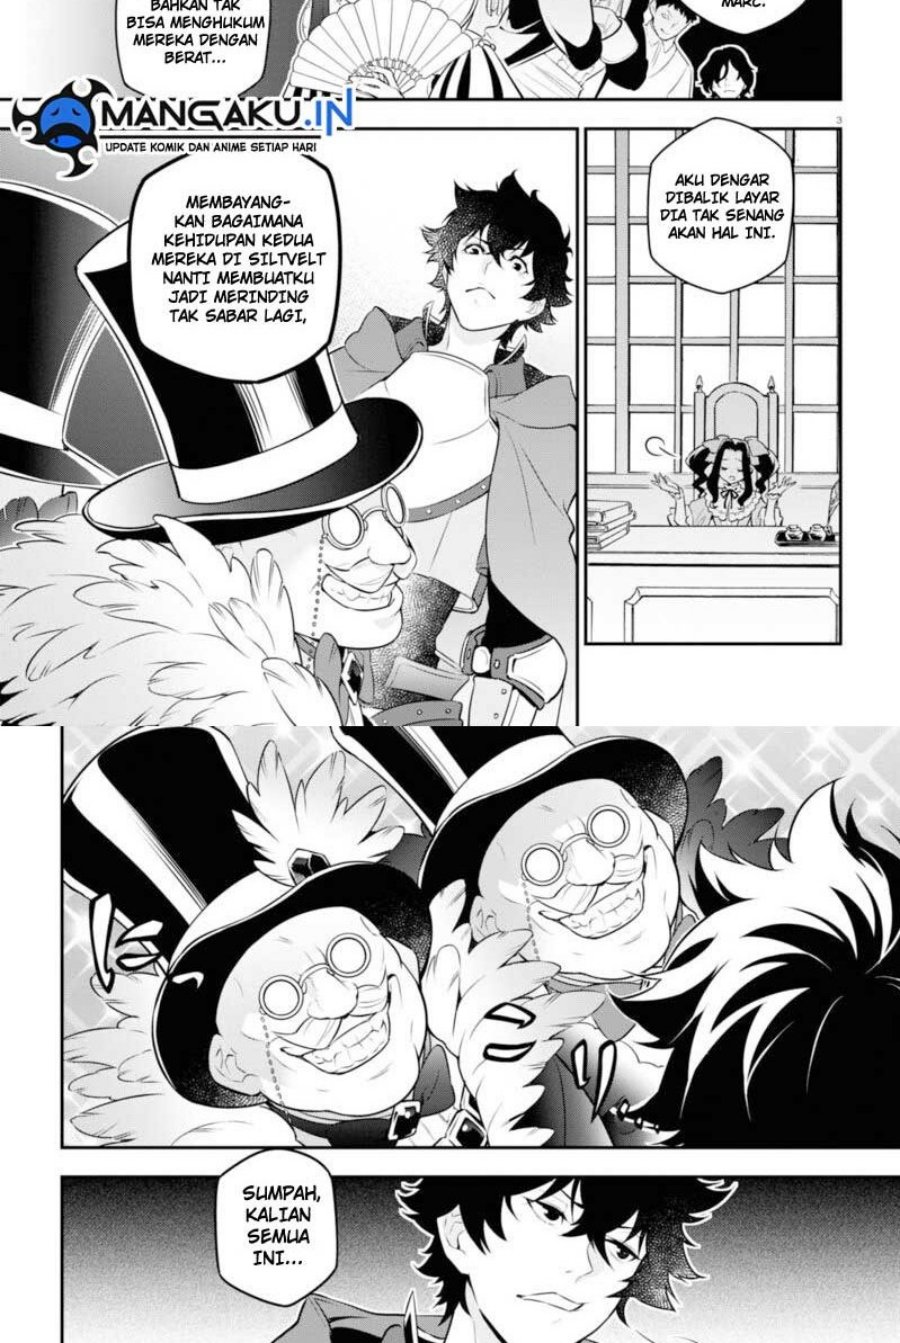 MARC.
BAHKAN TAK
BISA MENGHUKUM
MEREKA DENGAN
BERAT...
MANGAKU.IN
UPDATE KOMIK DAN ANIME SETIAP HARI
3
AKU DENGAR
DIBALIK LAYAR
DIA TAK SENANG
AKAN HAL INI.
MEMBAYANG-
KAN BAGAIMANA
KEHIDUPAN KEDUA
MEREKA DI SILTVELT
NANTI MEMBUATKU
JADI MERINDING
TAK SABAR LAGI,
SUMPAH,
KALIAN
SEMUA
INI...